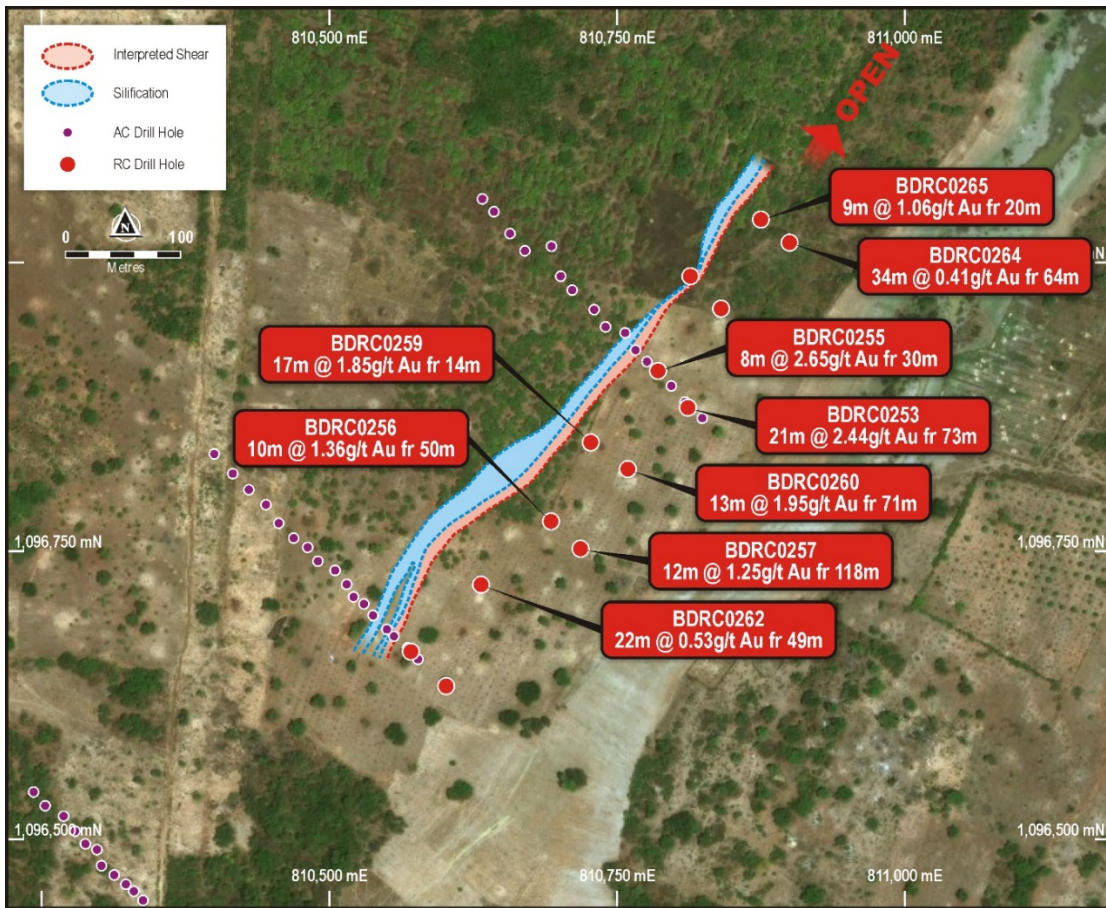 810,500 mE
810,750 mE
811,000 mE
Interpreted Shear
Silification
AC Drill Hole
RC Drill Hole
N
0
100
Metres
OPEN
BDRC0265
9m @ 1.06g/t Au fr 20m
BDRC0264
34m @ 0.41g/t Au fr 64m
mN
mN
BDRC0259
17m @ 1.85g/t Au fr 14m
BDRC0255
8m @ 2.65g/t Au fr 30m
BDRC0256
10m @ 1.36g/t Au fr 50m
BDRC0253
21m @ 2.44g/t Au fr 73m
BDRC0260
13m @ 1.95g/t Au fr 71m
1,096,750 mN
1,096,750 mN
BDRC0257
12m @ 1.25g/t Au fr 118m
BDRC0262
22m @ 0.53g/t Au fr 49m
1,096,500 mN
1,096,500 mN
810,500 mE
810,750 mE
811,000 mE